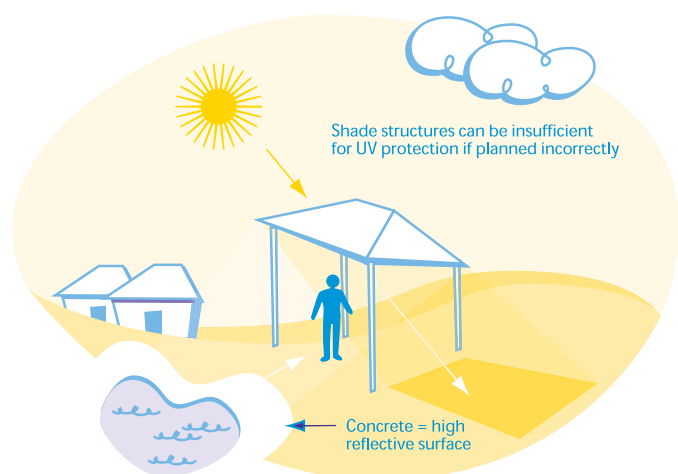 Shade structures can be insufficient
for UV protection if planned incorrectly
Concrete = high
reflective surface